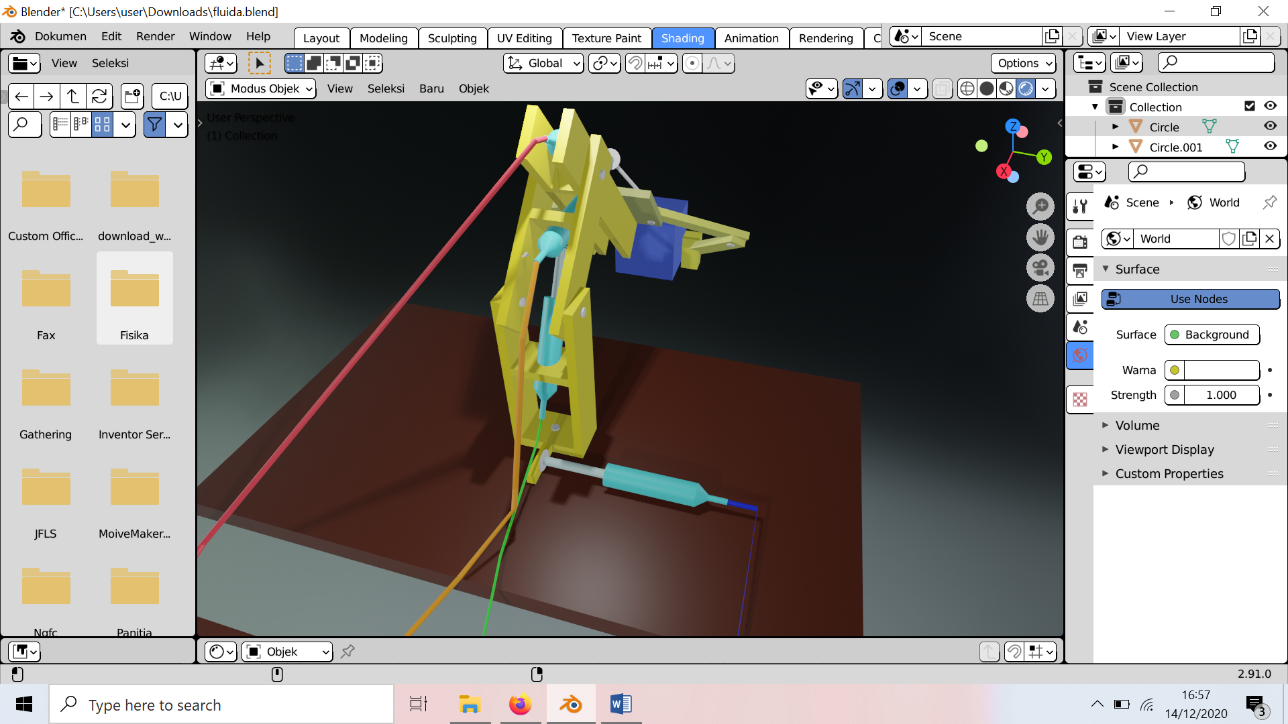 Blender* [C:\Users\user\Downloads\fluida.blend]
Dokumen Edit Render Window Help
Layout Modeling Sculpting UV Editing Texture Paint Shading Animation Rendering C
Scene
View Layer
View Seleksi
Global
Options
C:\U
Modus Objek View Seleksi Baru Objek
User Perspective
(1) Collection
Z
Y
X
Custom Offic...
download_w...
Fax
Fisika
Gathering
Inventor Ser...
JFLS
MoiveMaker...
Ngfc
Panitia
Scene Collection
Collection
Circle
Circle.001
Scene World
World
Surface
Use Nodes
Surface Background
Warna
Strength 1.000
Volume
Viewport Display
Custom Properties
Objek
2.91.0
Type here to search
16:57
14/12/2020
3